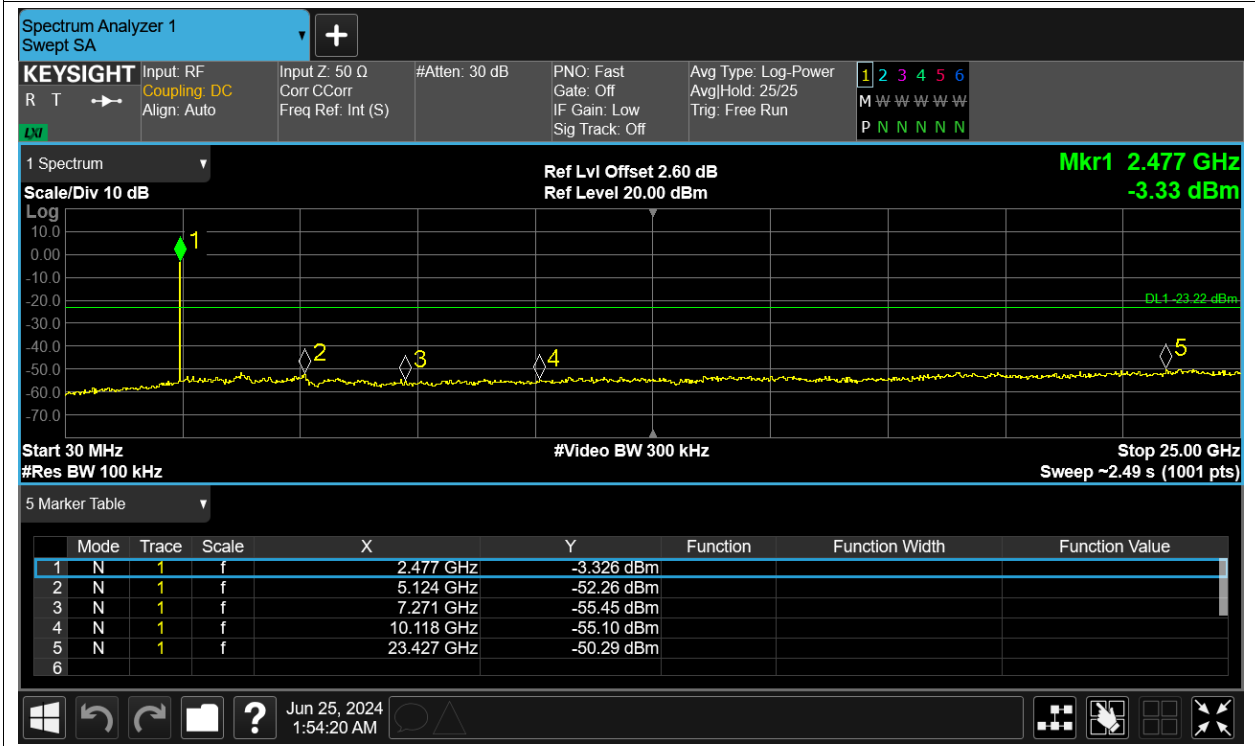 Spectrum Analyzer 1
Swept SA
+
KEYSIGHT Input: RF Input Z: 50 Ω #Atten: 30 dB PNO: Fast Avg Type: Log-Power 1 2 3 4 5 6
R T Coupling: DC Corr CCorr Gate: Off Avg|Hold: 25/25
Align: Auto Freq Ref: Int (S) IF Gain: Low Trig: Free Run M W W W W W
LXI Sig Track: Off P N N N N N
1 Spectrum Ref Lvl Offset 2.60 dB Mkr1 2.477 GHz
Scale/Div 10 dB Ref Level 20.00 dBm -3.33 dBm
Log
10.0
1
0.00
-10.0
-20.0
DL1 -23.22 dBm
-30.0
-40.0
2 3 4 5
-50.0
-60.0
-70.0
Start 30 MHz #Video BW 300 kHz Stop 25.00 GHz
#Res BW 100 kHz Sweep ~2.49 s (1001 pts)
5 Marker Table
Mode Trace Scale X Y Function Function Width Function Value
1 N 1 f 2.477 GHz -3.326 dBm
2 N 1 f 5.124 GHz -52.26 dBm
3 N 1 f 7.271 GHz -55.45 dBm
4 N 1 f 10.118 GHz -55.10 dBm
5 N 1 f 23.427 GHz -50.29 dBm
6
? Jun 25, 2024
1:54:20 AM